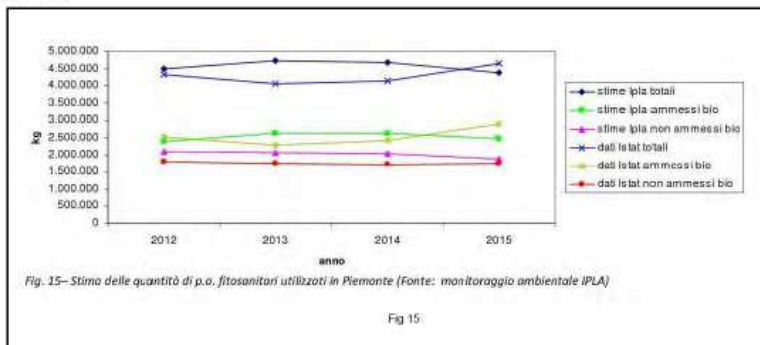 5.000.000
4.500.000
4.000.000
3.500.000
3.000.000
2.500.000
2.000.000
1.500.000
1.000.000
500.000
0
kg
2012 2013 2014 2015
anno
stime Ipla totali
stime Ipla ammessi bio
stime Ipla non ammessi bio
dati Istat totali
dati Istat ammessi bio
dati Istat non ammessi bio
Fig. 15– Stima delle quantità di p.a. fitosanitari utilizzati in Piemonte (Fonte: monitoraggio ambientale IPLA)
Fig 15